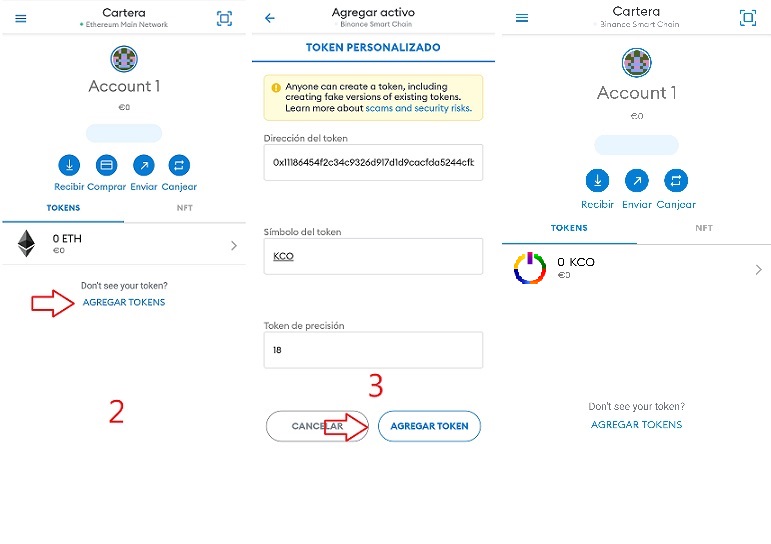 Cartera
Ethereum Main Network
Account 1
€0
Recibir Comprar Enviar Canjear
TOKENS NFT
0 ETH
€0
Don't see your token?
AGREGAR TOKENS
2
Agregar activo
Binance Smart Chain
TOKEN PERSONALIZADO
Anyone can create a token, including
creating fake versions of existing tokens.
Learn more about scams and security risks.
Dirección del token
0x11186454f2c34c9326d917d1d9cacfda5244cfb
Símbolo del token
KCO
Token de precisión
18
3
CANCELAR AGREGAR TOKEN
Cartera
Binance Smart Chain
Account 1
€0
Recibir Enviar Canjear
TOKENS NFT
0 KCO
€0
Don't see your token?
AGREGAR TOKENS